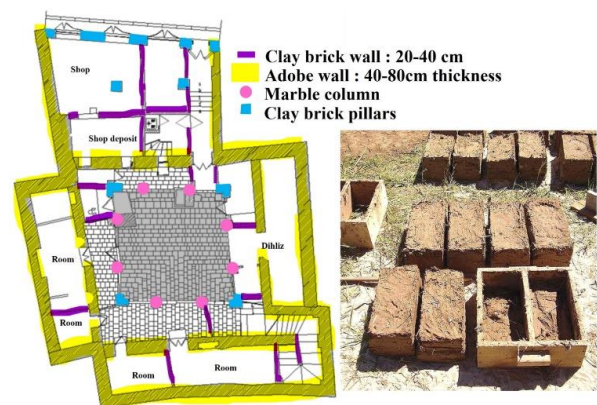 Clay brick wall : 20-40 cm
Adobe wall : 40-80cm thickness
Marble column
Clay brick pillars
Shop
Shop deposit
Dihliz
Room
Room
Room
Room